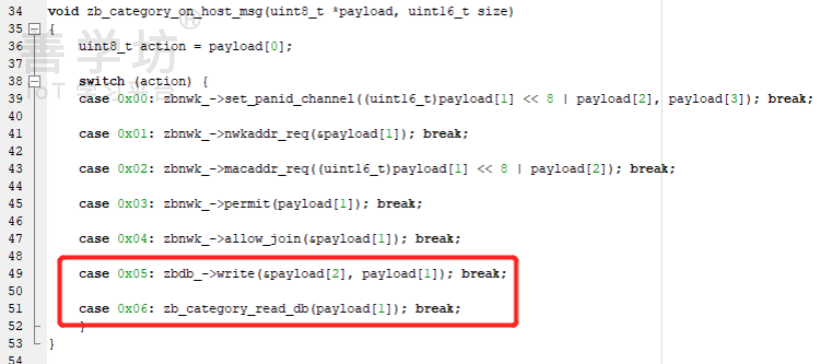 34 void zb_category_on_host_msg(uint8_t *payload, uint16_t size)
35 {
36 uint8_t action = payload[0];
37
38 switch (action) {
39 case 0x00: zbnwk_->set_panid_channel((uint16_t)payload[1] << 8 | payload[2], payload[3]); break;
40
41 case 0x01: zbnwk_->nwkaddr_req(&payload[1]); break;
42
43 case 0x02: zbnwk_->macaddr_req((uint16_t)payload[1] << 8 | payload[2]); break;
44
45 case 0x03: zbnwk_->permit(payload[1]); break;
46
47 case 0x04: zbnwk_->allow_join(&payload[1]); break;
48
49 case 0x05: zbdb_->write(&payload[2], payload[1]); break;
50
51 case 0x06: zb_category_read_db(payload[1]); break;
52 }
53 }
54
善学坊®
IoT 学习平台